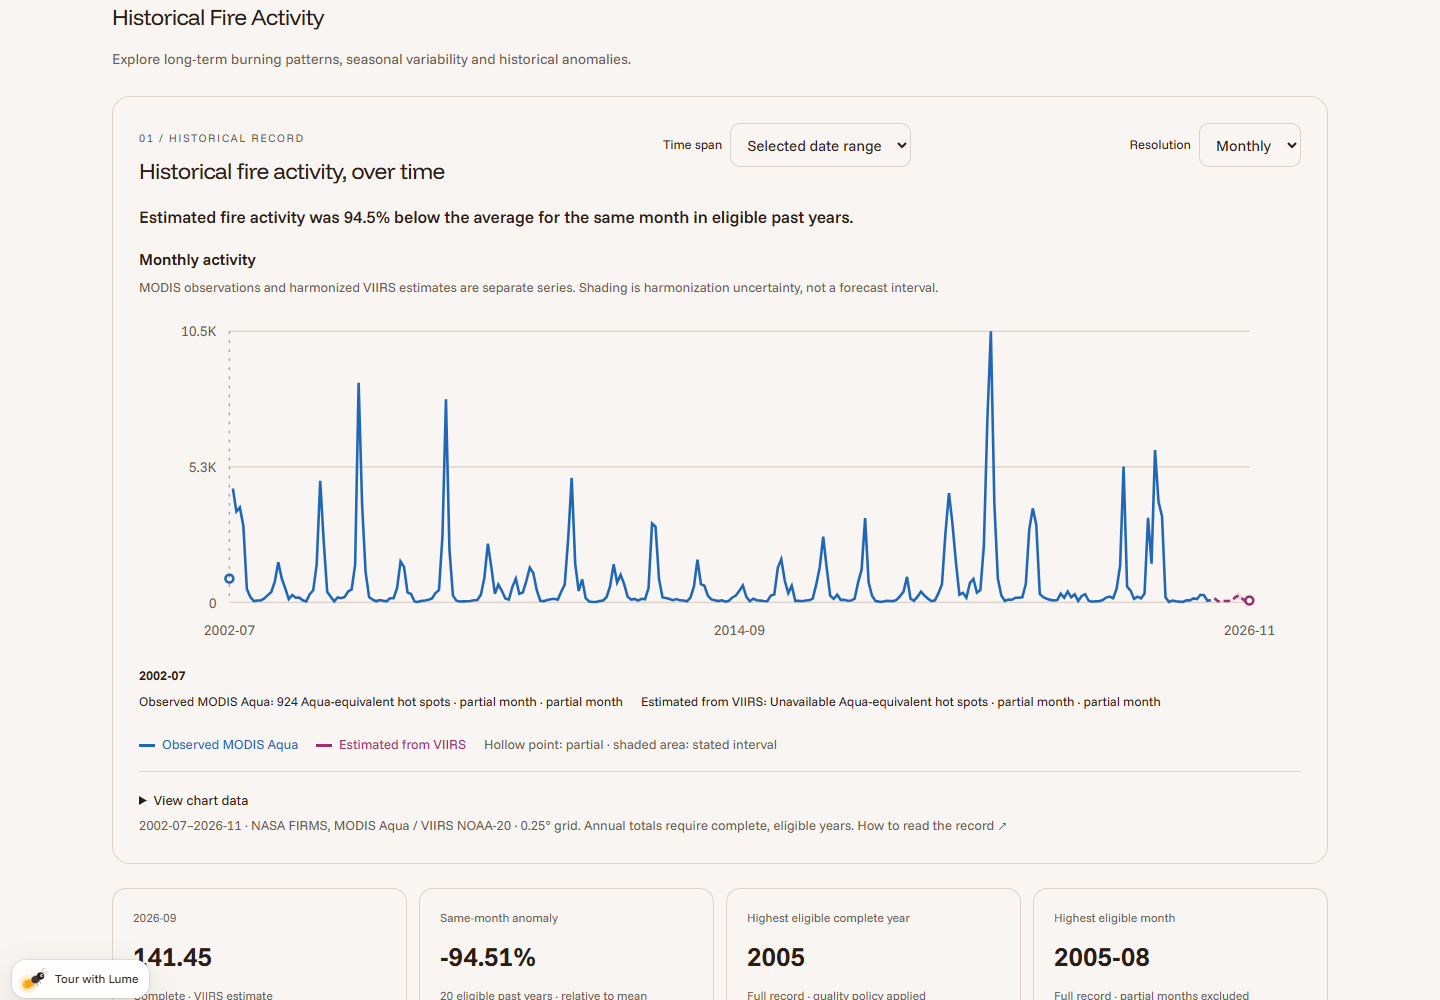 Historical Fire Activity
Explore long-term burning patterns, seasonal variability and historical anomalies.
01 / HISTORICAL RECORD
Time span
Selected date range
Resolution
Monthly
Historical fire activity, over time
Estimated fire activity was 94.5% below the average for the same month in eligible past years.
Monthly activity
MODIS observations and harmonized VIIRS estimates are separate series. Shading is harmonization uncertainty, not a forecast interval.
10.5K
5.3K
0
2002-07
2014-09
2026-11
2002-07
Observed MODIS Aqua: 924 Aqua-equivalent hot spots · partial month · partial month
Estimated from VIIRS: Unavailable Aqua-equivalent hot spots · partial month · partial month
Observed MODIS Aqua
Estimated from VIIRS
Hollow point: partial · shaded area: stated interval
▶ View chart data
2002-07–2026-11 · NASA FIRMS, MODIS Aqua / VIIRS NOAA-20 · 0.25° grid. Annual totals require complete, eligible years. How to read the record ↗
2026-09
141.45
Complete · VIIRS estimate
Same-month anomaly
-94.51%
20 eligible past years · relative to mean
Highest eligible complete year
2005
Full record · quality policy applied
Highest eligible month
2005-08
Full record · partial months excluded
Tour with Lume